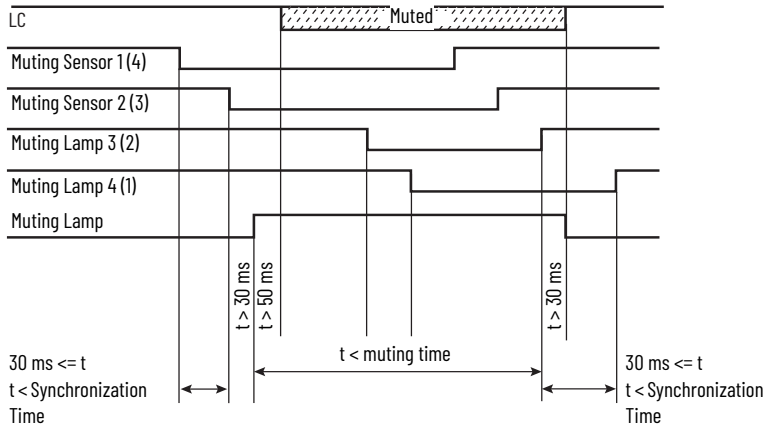 LC
Muted
Muting Sensor 1 (4)
Muting Sensor 2 (3)
Muting Lamp 3 (2)
Muting Lamp 4 (1)
Muting Lamp
t > 30 ms
t > 50 ms
t > 30 ms
t < muting time
30 ms <= t
t < Synchronization
Time
30 ms <= t
t < Synchronization
Time